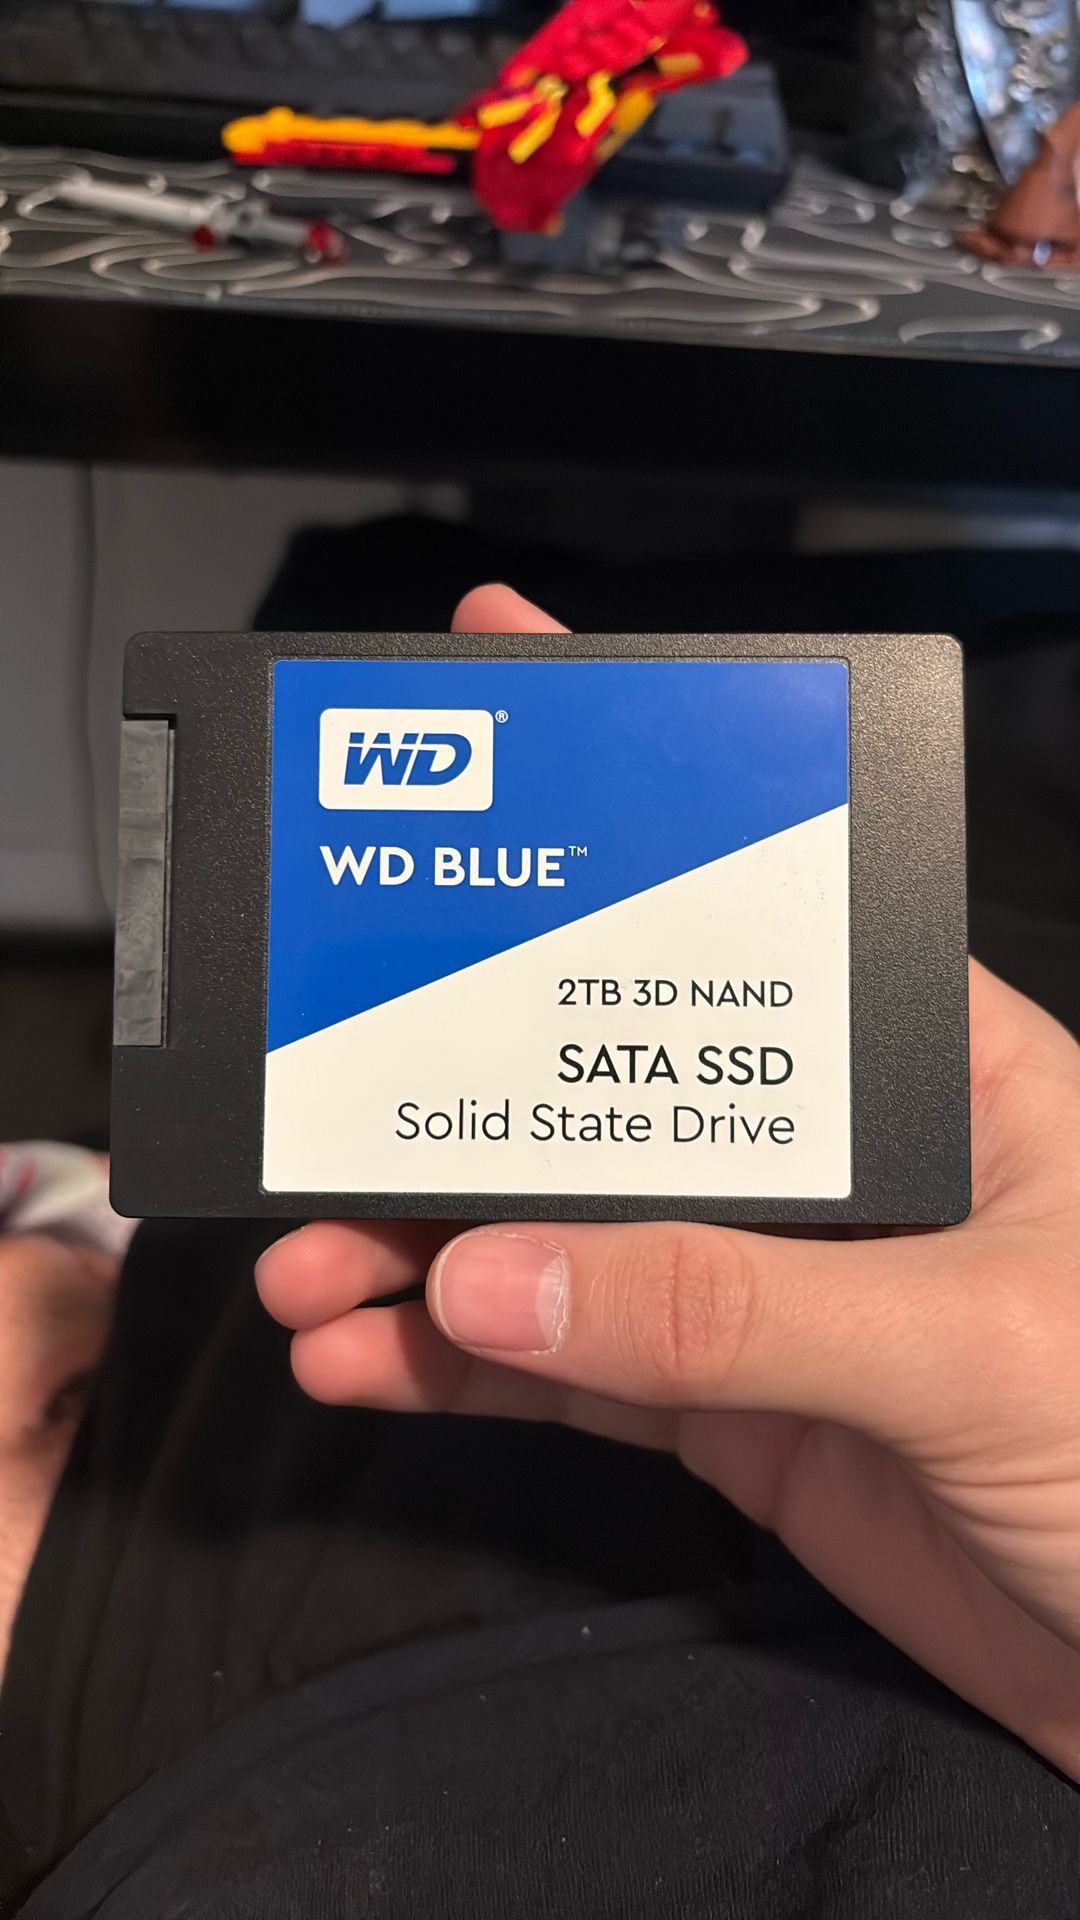 WD®
WD BLUE™
2TB 3D NAND
SATA SSD
Solid State Drive